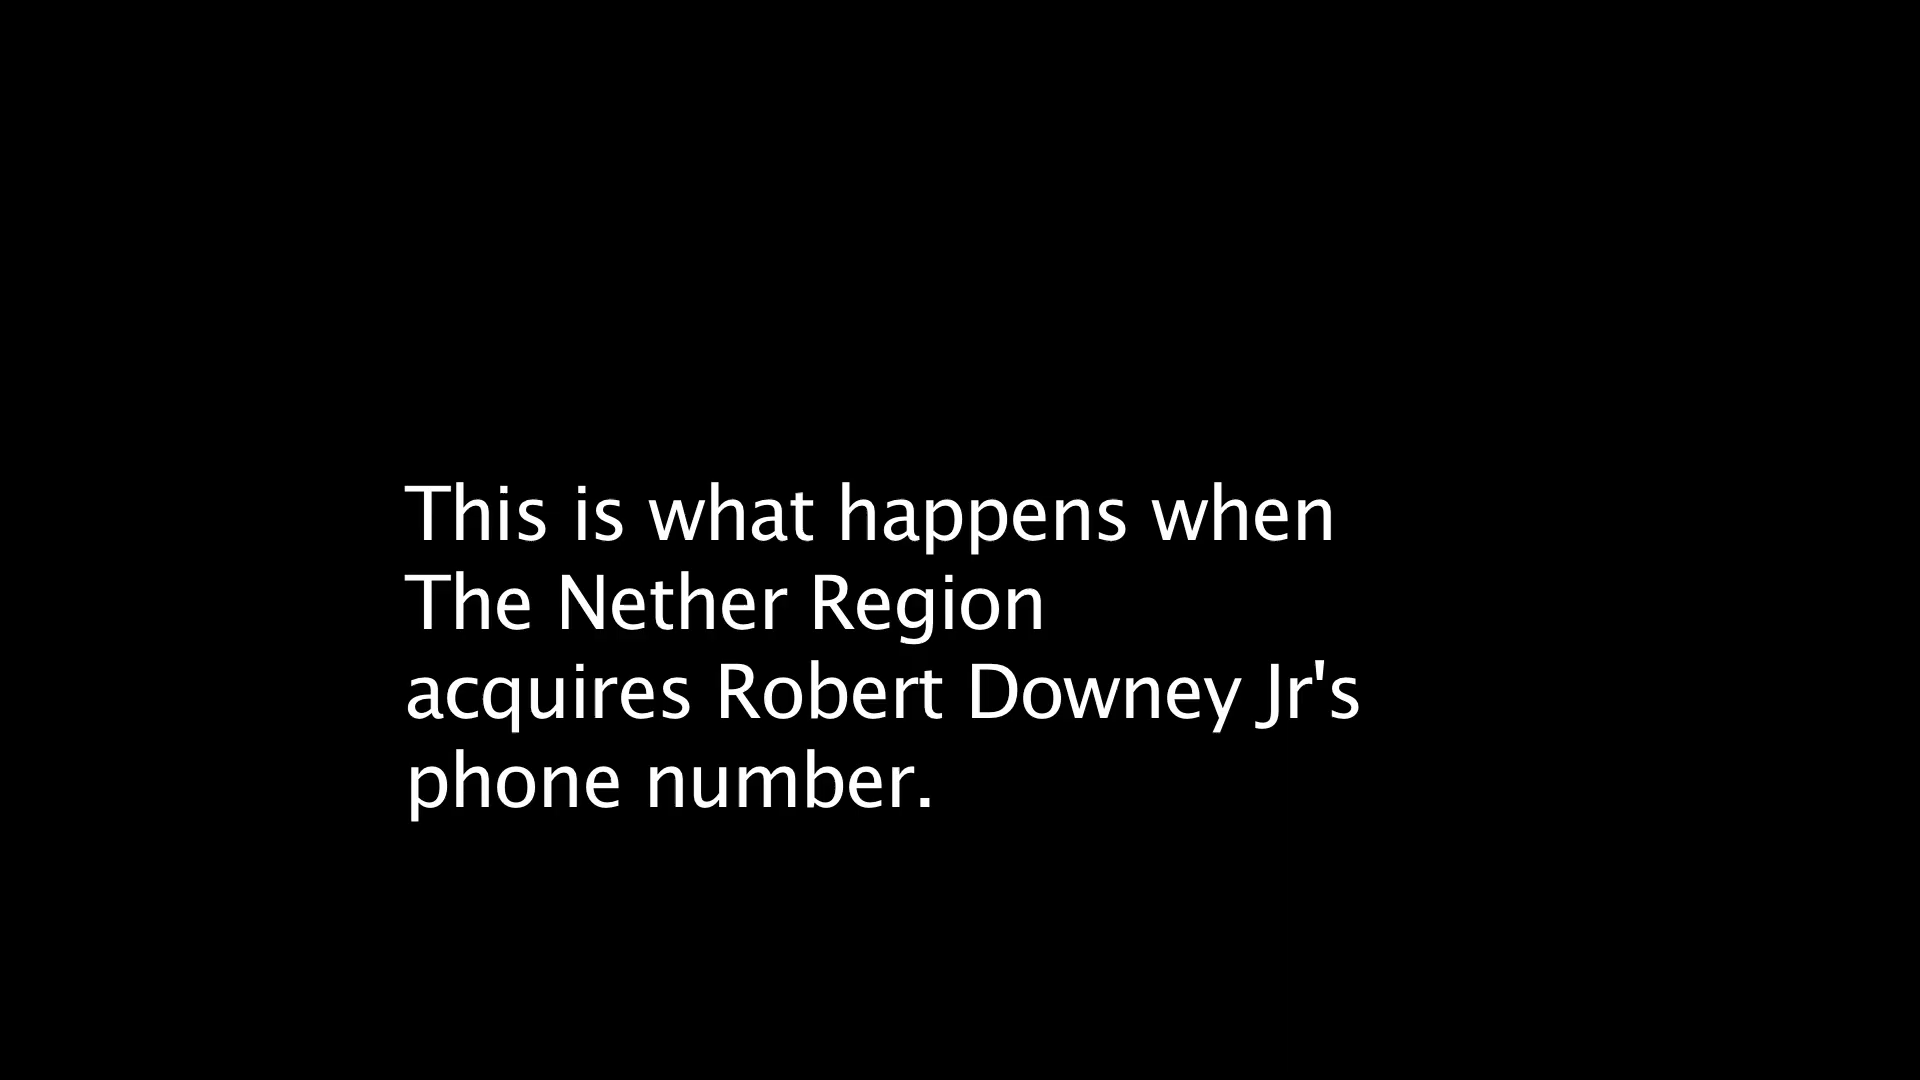 This is what happens when
The Nether Region
acquires Robert Downey Jr's
phone number.